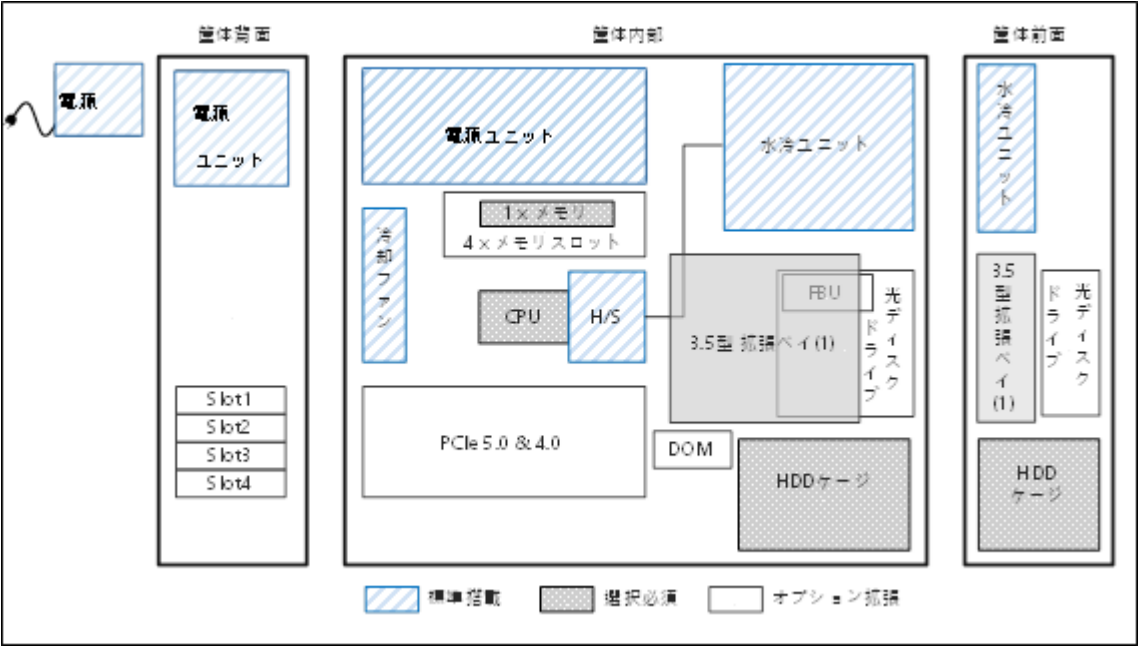 筐体背面
筐体内部
筐体前面
電源
電源
ユニット
Slot1
Slot2
Slot3
Slot4
電源ユニット
水冷ユニット
1×メモリ
4×メモリスロット
冷却ファン
CPU
H/S
FBU
3.5型 拡張ベイ(1)
光ディスク
ドライブ
PCIe 5.0 & 4.0
DOM
HDDケージ
水冷ユニット
3.5型拡張ベイ(1)
光ディスク
ドライブ
HDD
ケージ
標準搭載
選択必須
オプション拡張